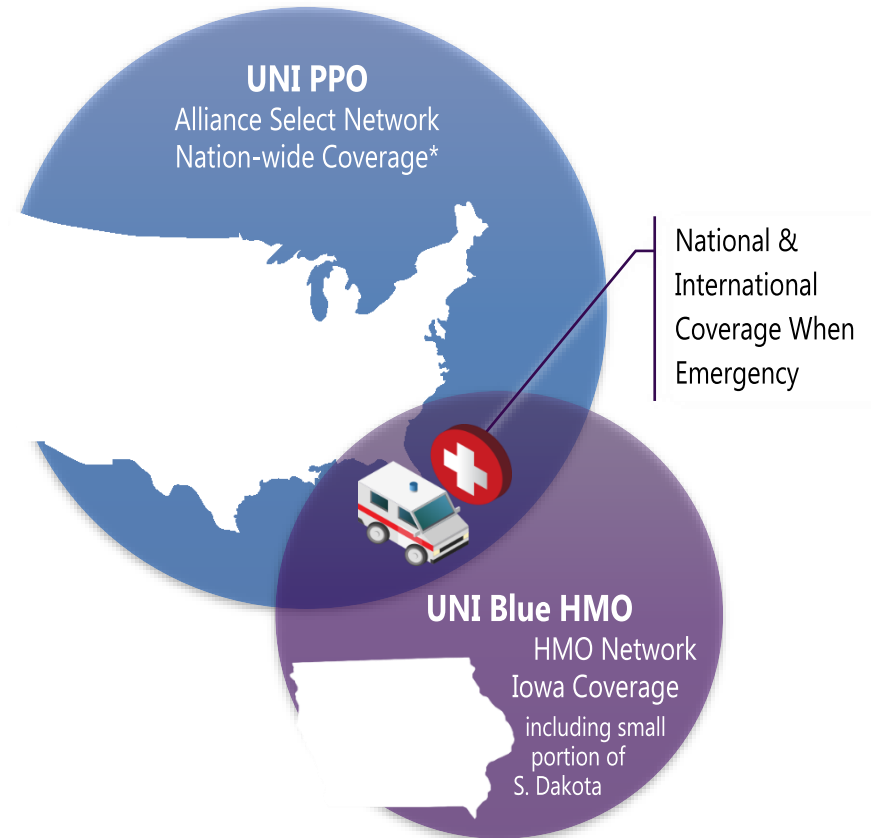 UNI PPO
Alliance Select Network
Nation-wide Coverage*
National &
International
Coverage When
Emergency
UNI Blue HMO
HMO Network
Iowa Coverage
including small
portion of
S. Dakota